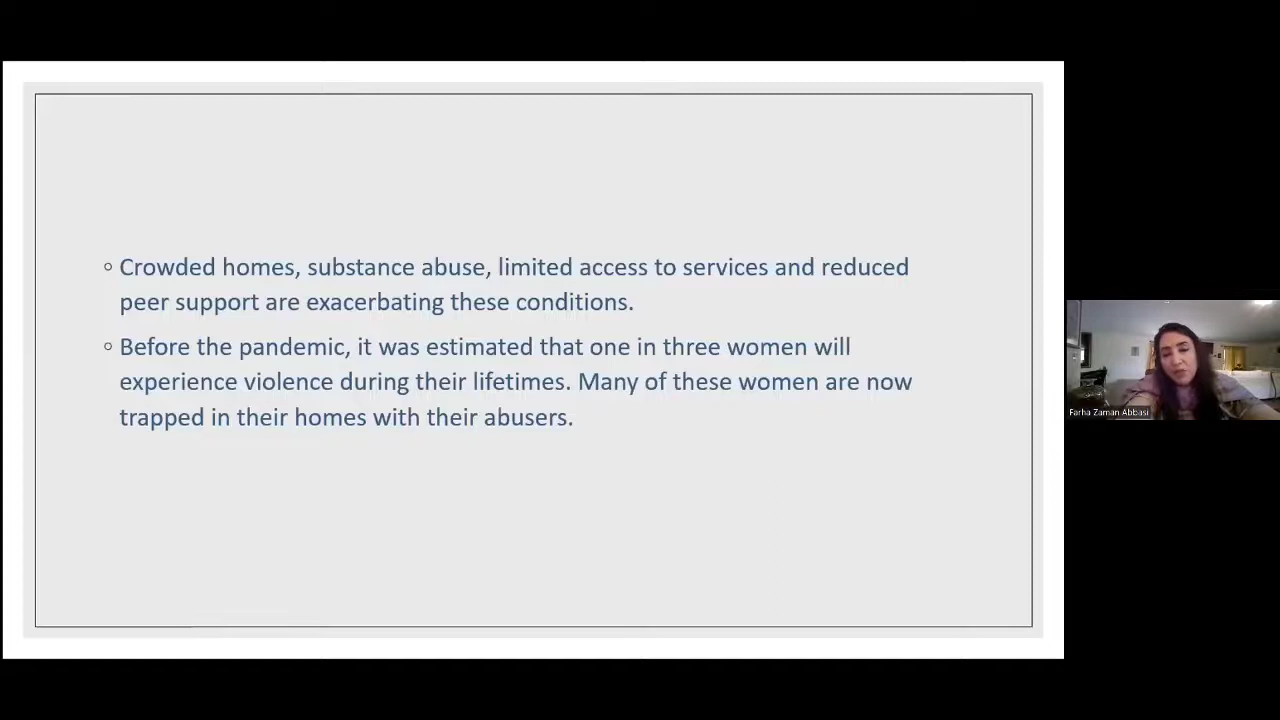 ◦ Crowded homes, substance abuse, limited access to services and reduced
peer support are exacerbating these conditions.
◦ Before the pandemic, it was estimated that one in three women will
experience violence during their lifetimes. Many of these women are now
trapped in their homes with their abusers.
Farha Zaman Abbasi